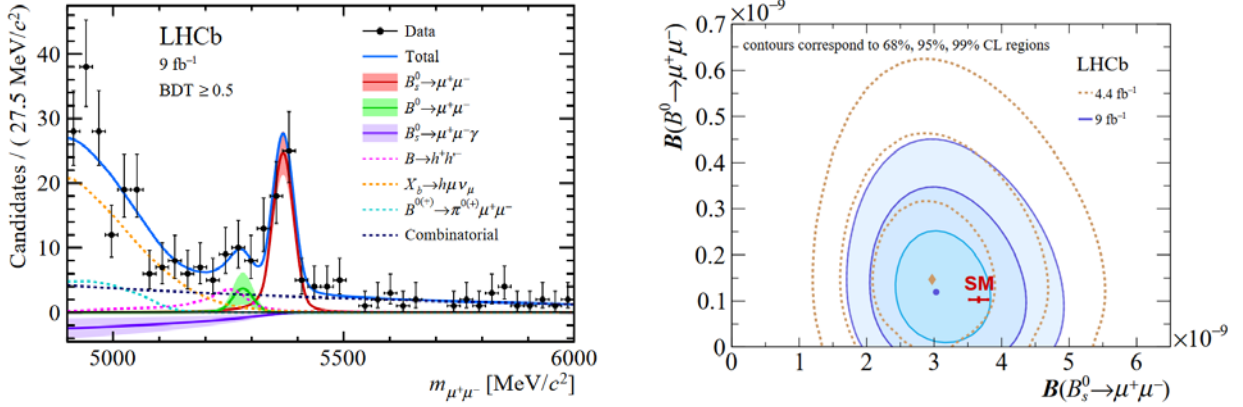 LHCb
9 fb⁻¹
BDT ≥ 0.5
Data
Total
B⁰ₛ→μ⁺μ⁻
B⁰→μ⁺μ⁻
B⁰ₛ→μ⁺μ⁻γ
B→h⁺h′⁻
X_b→hμν_μ
B⁰⁽⁺⁾→π⁰⁽⁺⁾μ⁺μ⁻
Combinatorial
Candidates / ( 27.5 MeV/c² )
40
30
20
10
0
5000 5500 6000
m_μ⁺μ⁻ [MeV/c²]
×10⁻⁹
contours correspond to 68%, 95%, 99% CL regions
LHCb
4.4 fb⁻¹
9 fb⁻¹
SM
B(B⁰→μ⁺μ⁻)
0.7
0.6
0.5
0.4
0.3
0.2
0.1
0
0 1 2 3 4 5 6
×10⁻⁹
B(B⁰ₛ→μ⁺μ⁻)